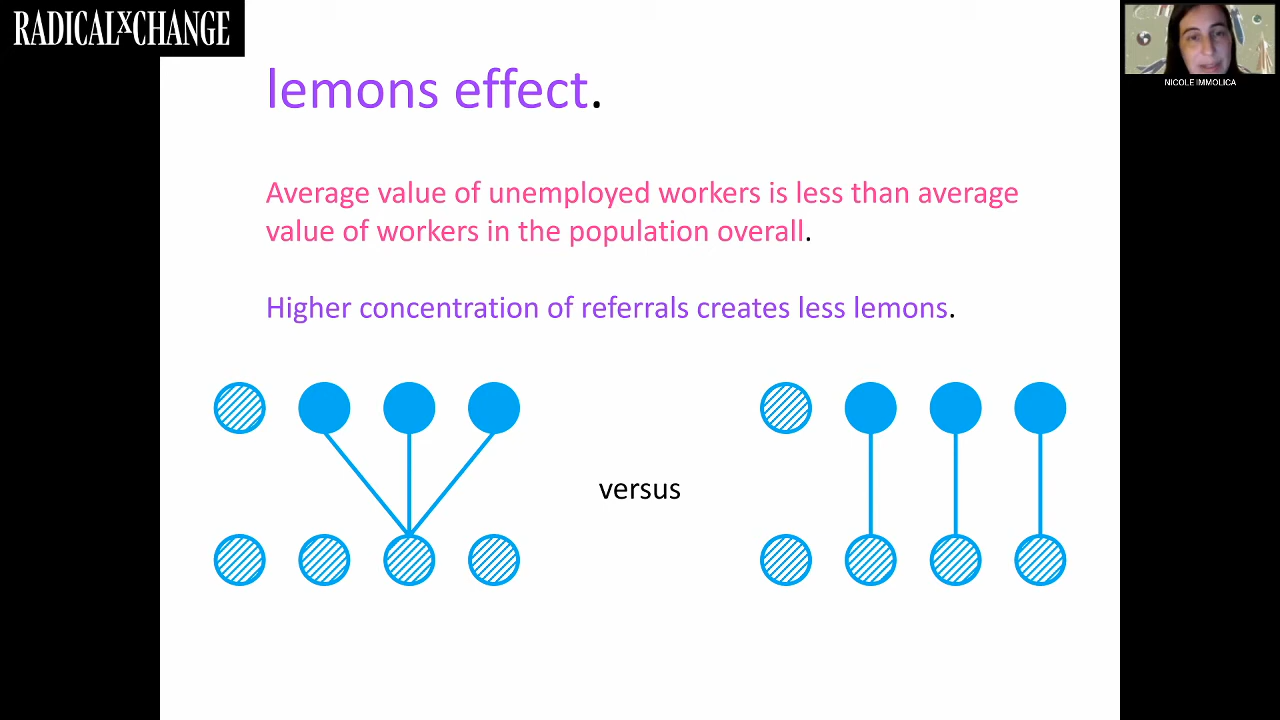 RADICALXCHANGE
NICOLE IMMOLICA
lemons effect.
Average value of unemployed workers is less than average
value of workers in the population overall.
Higher concentration of referrals creates less lemons.
versus